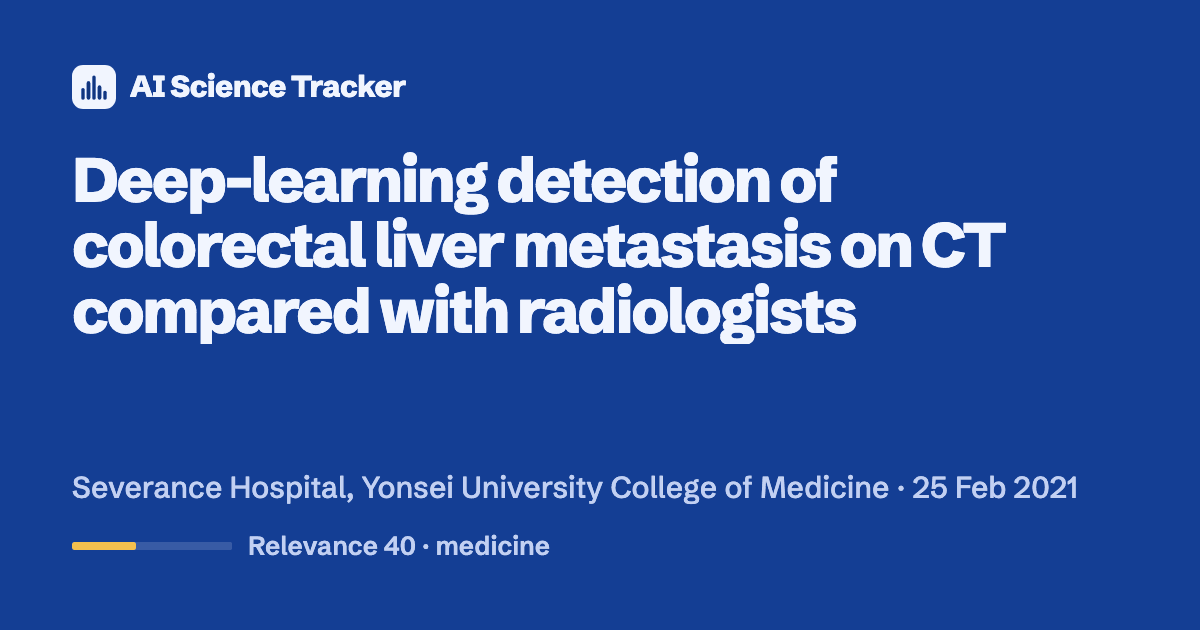 AI Science Tracker
Deep-learning detection of
colorectal liver metastasis on CT
compared with radiologists
Severance Hospital, Yonsei University College of Medicine · 25 Feb 2021
Relevance 40 · medicine